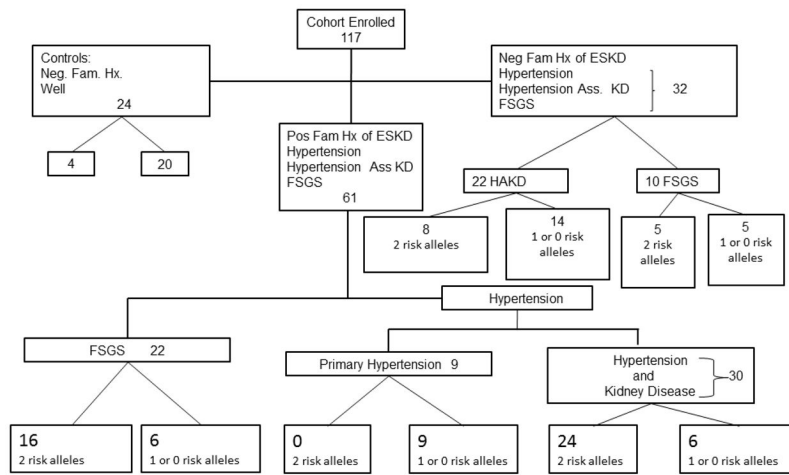 Cohort Enrolled
117
Controls:
Neg. Fam. Hx.
Well
24
4
20
Neg Fam Hx of ESKD
Hypertension
Hypertension Ass. KD
FSGS
32
Pos Fam Hx of ESKD
Hypertension
Hypertension Ass KD
FSGS
61
22 HAKD
10 FSGS
8
2 risk alleles
14
1 or 0 risk
alleles
5
2 risk
alleles
5
1 or 0 risk
alleles
Hypertension
FSGS 22
Primary Hypertension 9
Hypertension
and
Kidney Disease
30
16
2 risk alleles
6
1 or 0 risk alleles
0
2 risk alleles
9
1 or 0 risk alleles
24
2 risk alleles
6
1 or 0 risk alleles